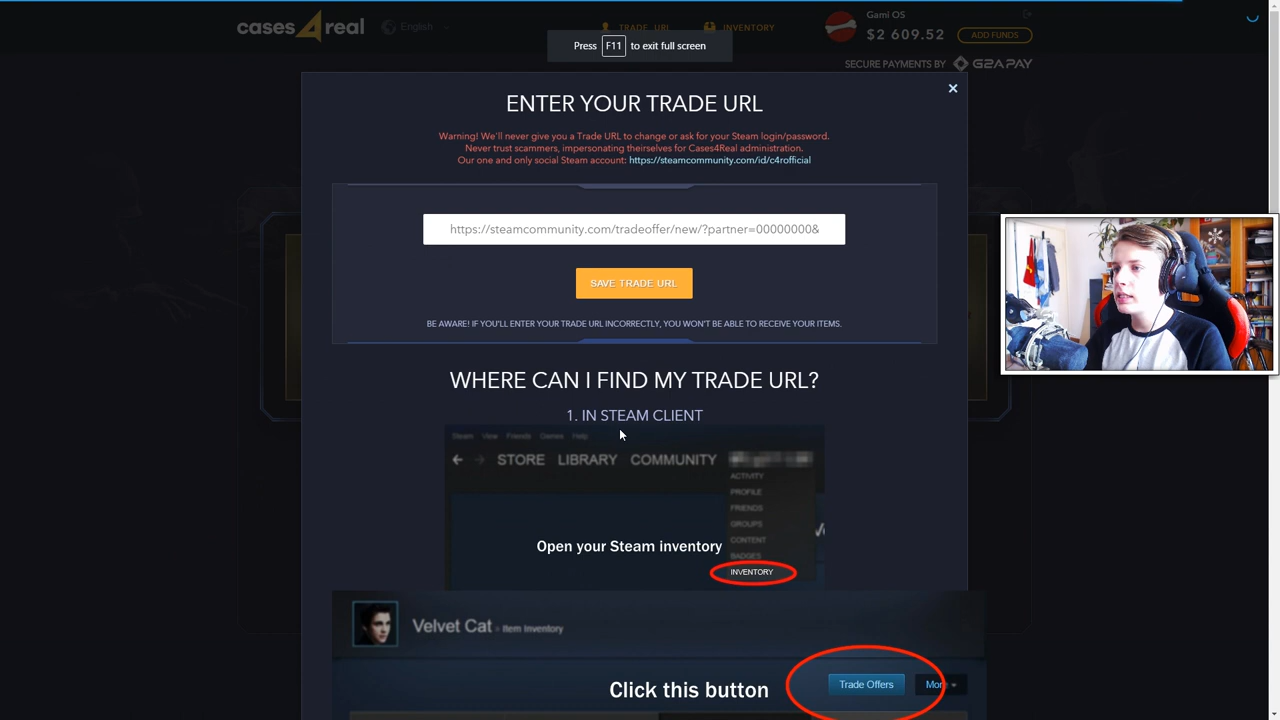 cases4real
English
TRADE URL
INVENTORY
Gami OS
$2 609.52
ADD FUNDS
Press F11 to exit full screen
SECURE PAYMENTS BY G2A PAY
ENTER YOUR TRADE URL
Warning! We'll never give you a Trade URL to change or ask for your Steam login/password.
Never trust scammers, impersonating theirselves for Cases4Real administration.
Our one and only social Steam account: https://steamcommunity.com/id/c4rofficial
https://steamcommunity.com/tradeoffer/new/?partner=00000000&
SAVE TRADE URL
BE AWARE! IF YOU'LL ENTER YOUR TRADE URL INCORRECTLY, YOU WON'T BE ABLE TO RECEIVE YOUR ITEMS.
WHERE CAN I FIND MY TRADE URL?
1. IN STEAM CLIENT
Steam View Friends Games Help
STORE LIBRARY COMMUNITY
ACTIVITY
PROFILE
FRIENDS
GROUPS
CONTENT
BADGES
INVENTORY
Open your Steam inventory
Velvet Cat » Item Inventory
Click this button
Trade Offers